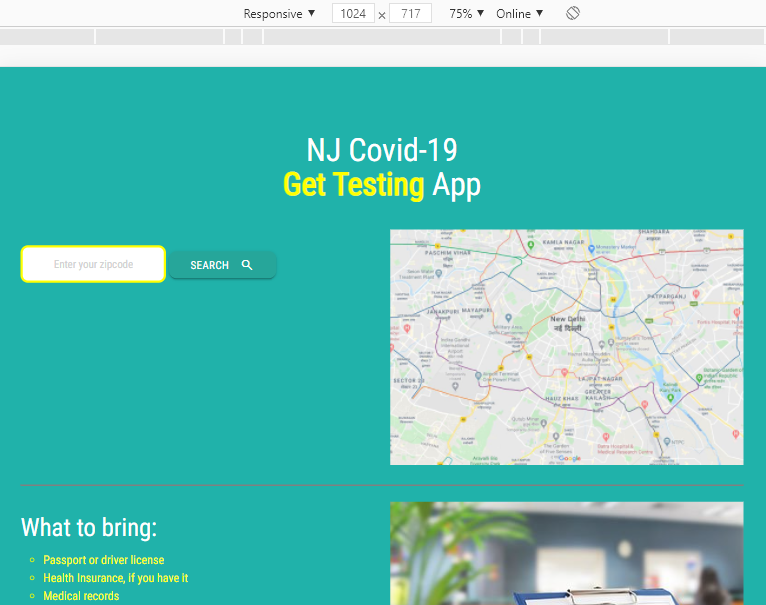 Responsive ▼ 1024 × 717 75% ▼ Online ▼
NJ Covid-19
Get Testing App
Enter your zipcode
SEARCH
SHAHDARA
KAMLA NAGAR
PASCHIM VIHAR
JANAKPURI
MAYAPURI
PATPARGANJ
New Delhi
नई दिल्ली
SECTOR
LAJPAT NAGAR
GREATER
KAILASH
HAUZ KHAS
Google
What to bring:
Passport or driver license
Health Insurance, if you have it
Medical records